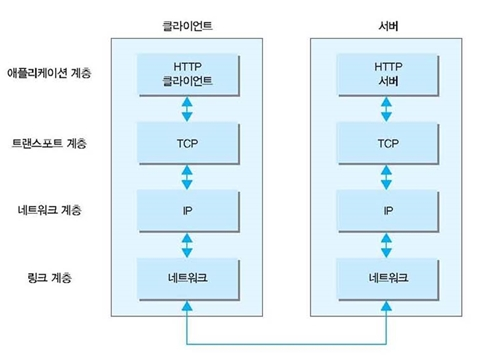 클라이언트 서버
애플리케이션 계층 HTTP 클라이언트 HTTP 서버
트랜스포트 계층 TCP TCP
네트워크 계층 IP IP
링크 계층 네트워크 네트워크